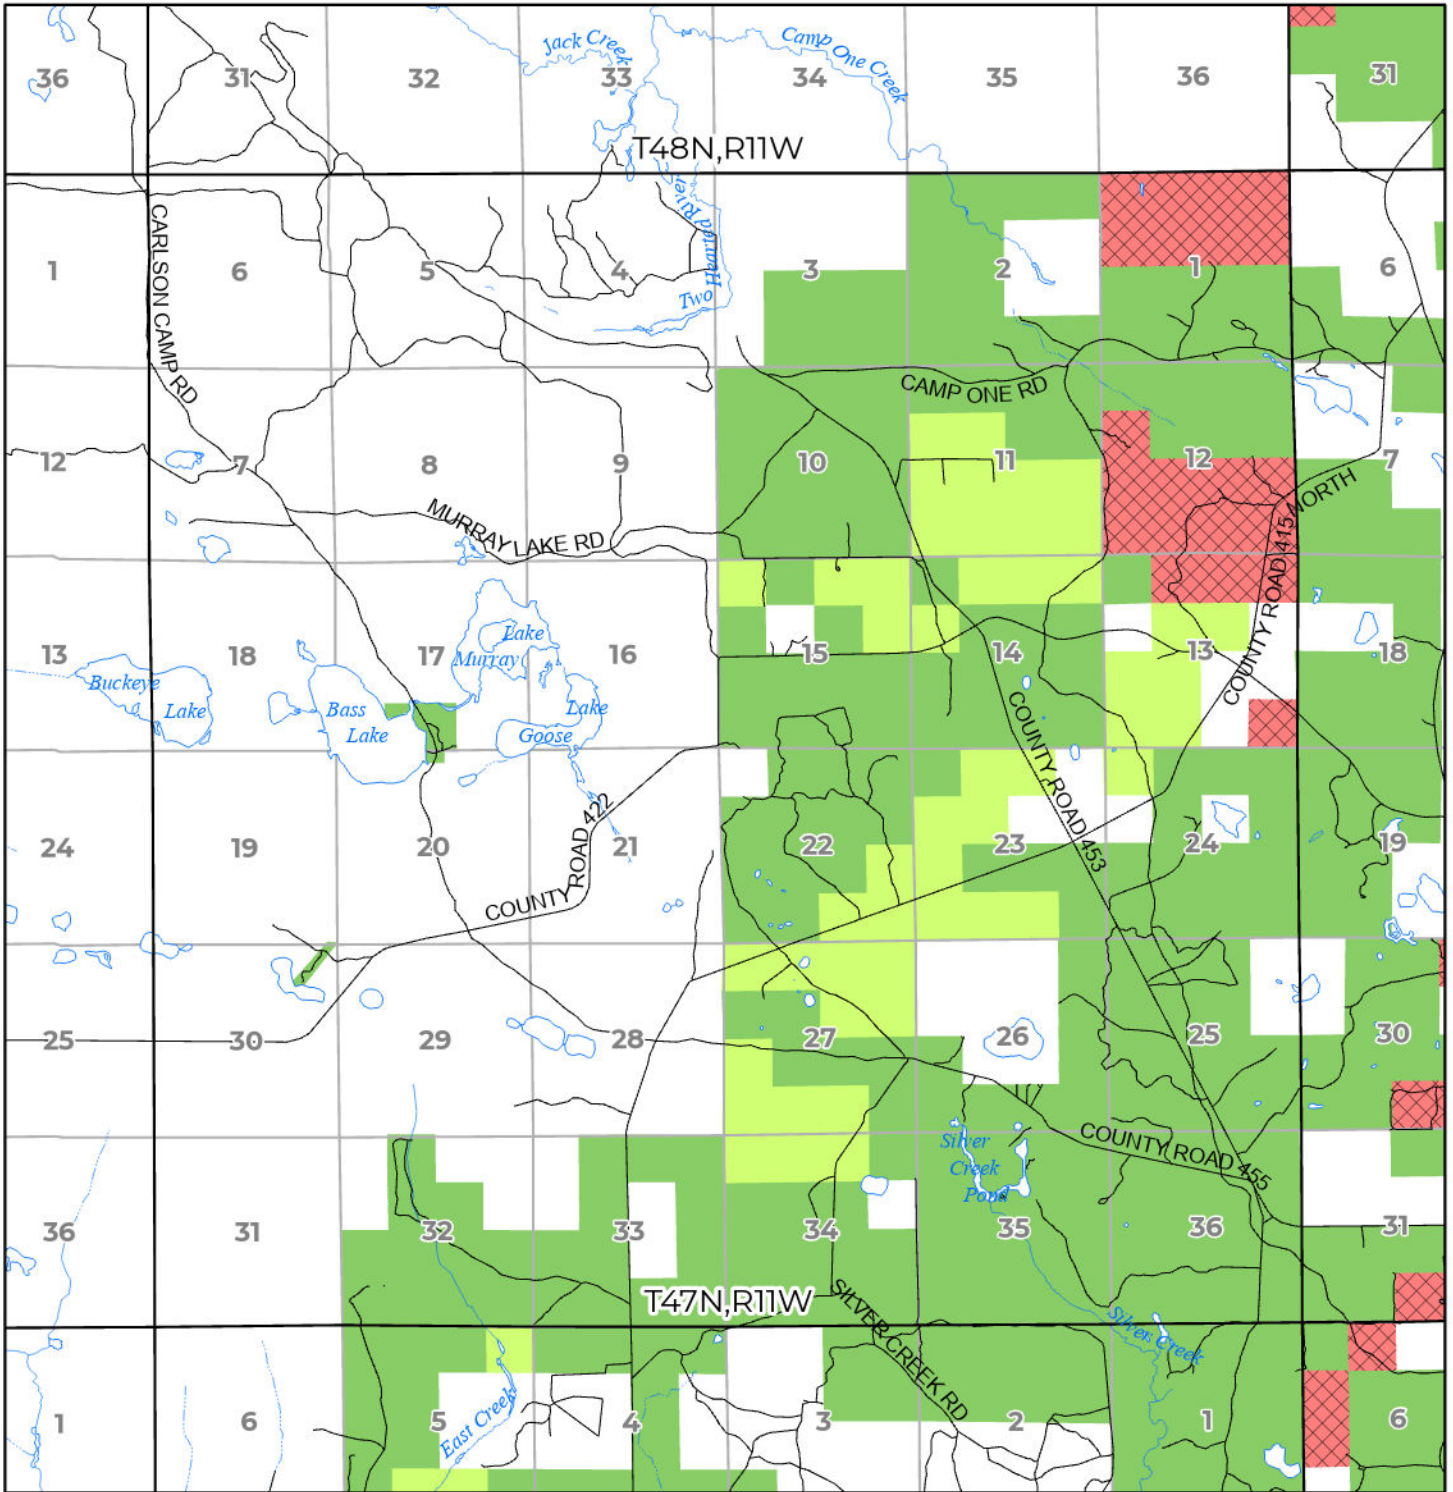 36 31 32 33 34 35 36 31
Jack Creek
Camp One Creek
T48N,R11W
1 6 5 4 3 2 1 6
CARLSON CAMP RD
Two Hearted River
CAMP ONE RD
12 7 8 9 10 11 12 7
MURRAY LAKE RD
COUNTY ROAD 415 NORTH
13 18 17 16 15 14 13 18
Lake
Murray
Buckeye
Lake
Bass
Lake
Lake
Goose
COUNTY ROAD 453
COUNTY ROAD 422
24 19 20 21 22 23 24 19
25 30 29 28 27 26 25 30
COUNTY ROAD 455
Silver
Creek
Pond
36 31 32 33 34 35 36 31
T47N,R11W
SILVER CREEK RD
Silver Creek
East Creek
1 6 5 4 3 2 1 6